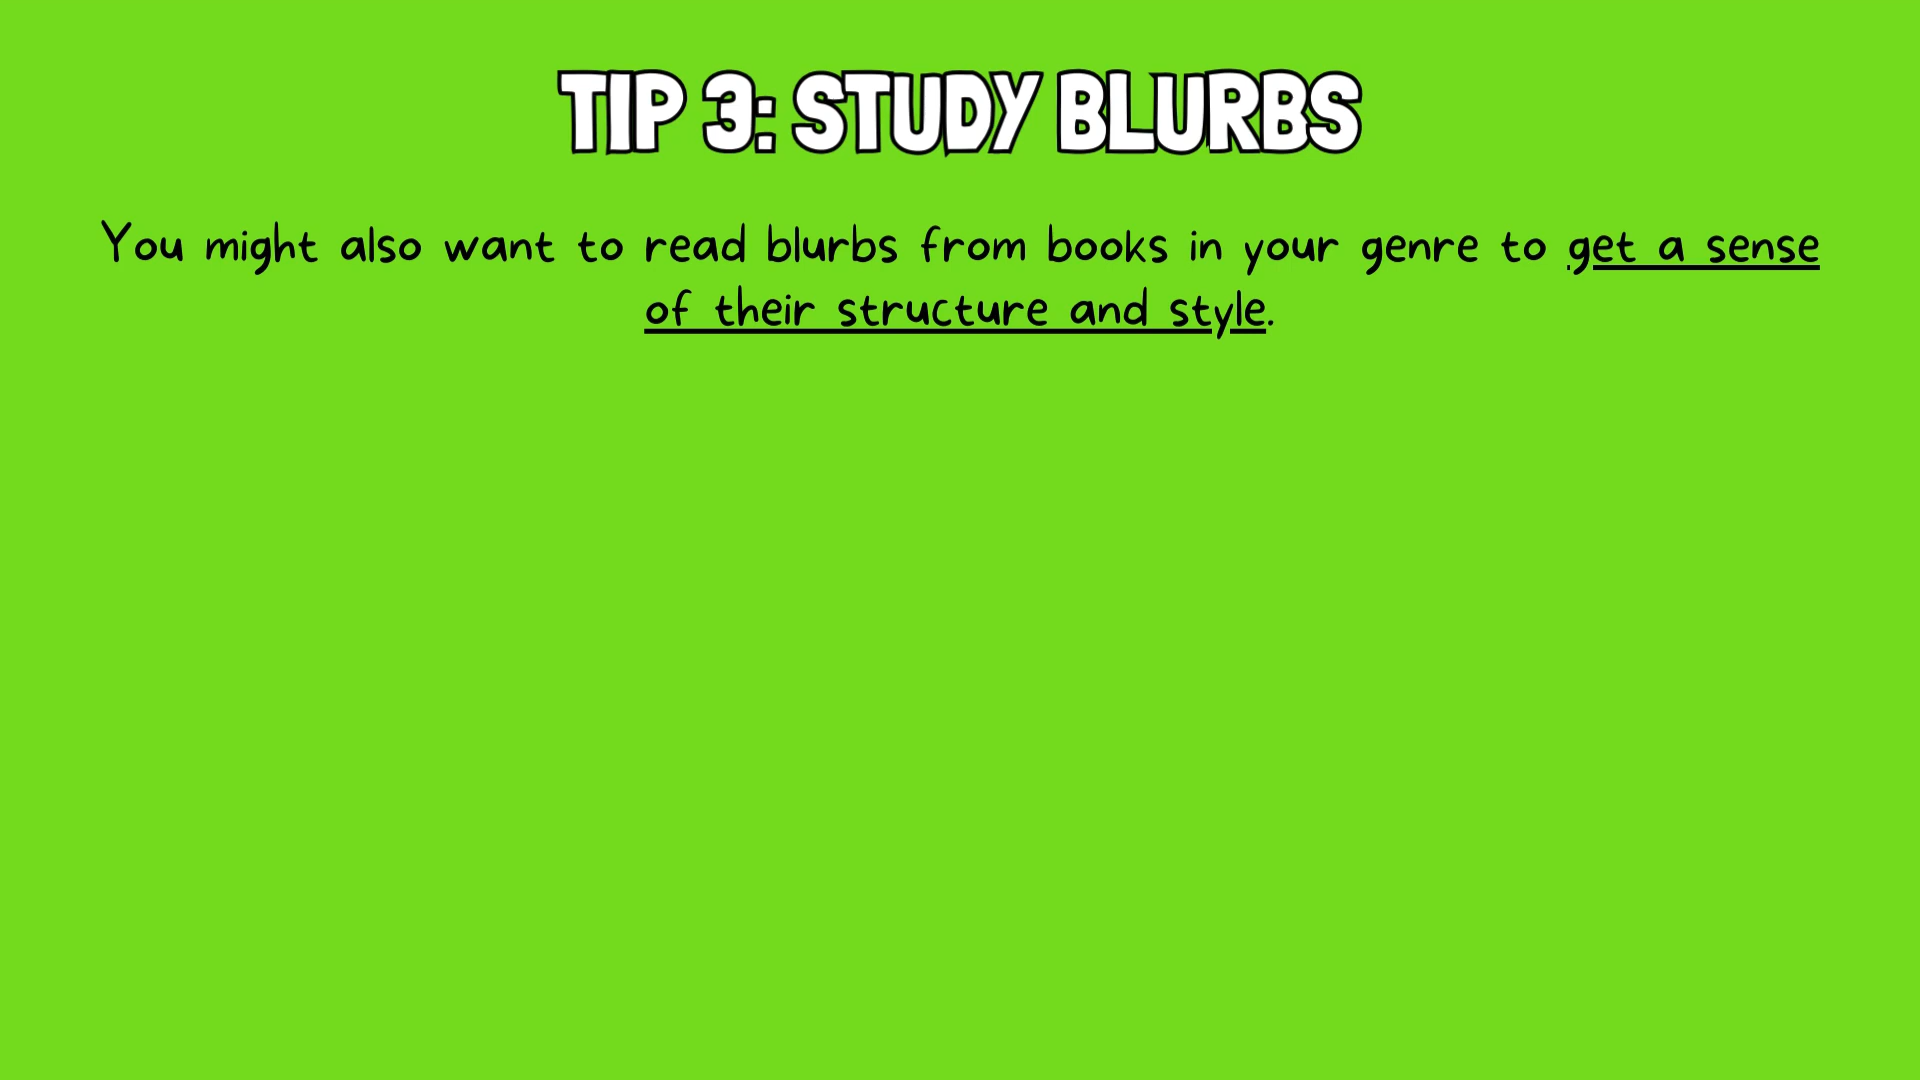 TIP 3: STUDY BLURBS
You might also want to read blurbs from books in your genre to get a sense
of their structure and style.